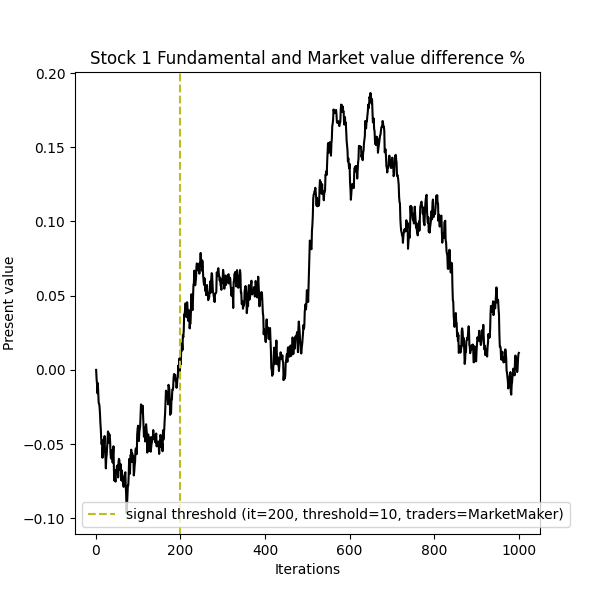 Stock 1 Fundamental and Market value difference %
0.20
0.15
0.10
0.05
0.00
−0.05
−0.10
Present value
signal threshold (it=200, threshold=10, traders=MarketMaker)
0 200 400 600 800 1000
Iterations